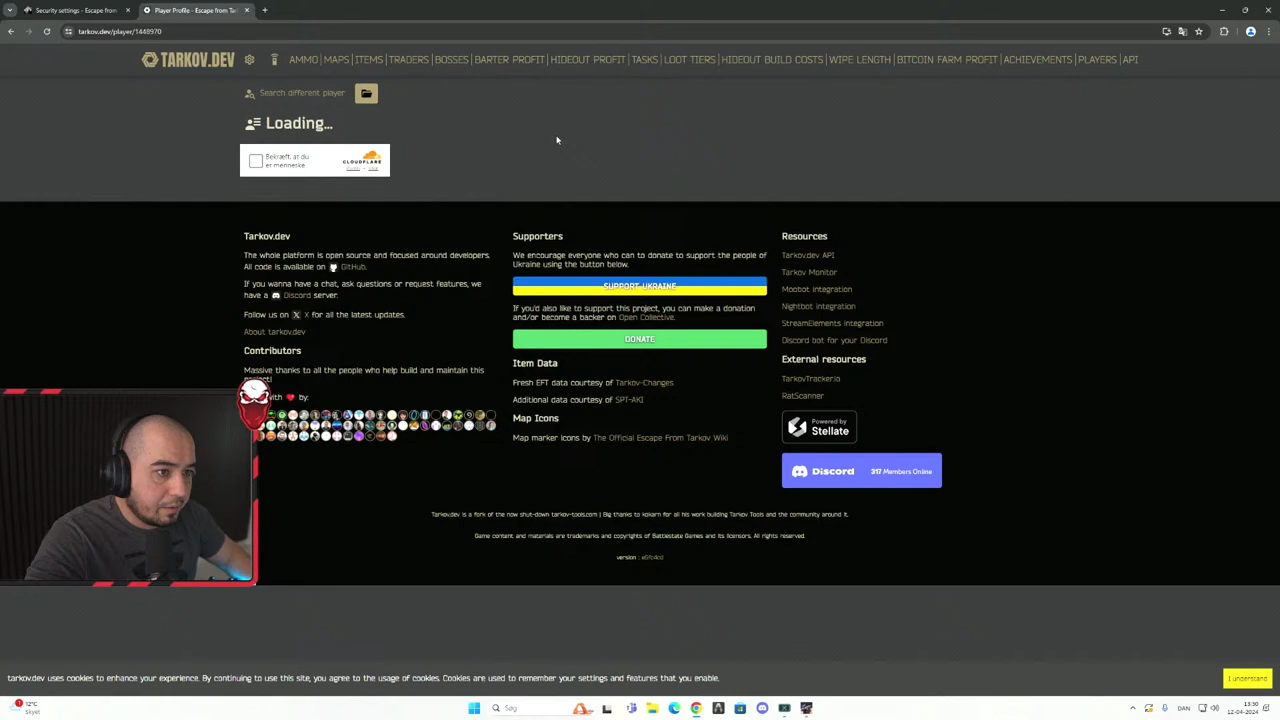 Security settings - Escape from
Player Profile - Escape from Tar
tarkov.dev/player/1448970
TARKOV.DEV
AMMO | MAPS | ITEMS | TRADERS | BOSSES | BARTER PROFIT | HIDEOUT PROFIT | TASKS | LOOT TIERS | HIDEOUT BUILD COSTS | WIPE LENGTH | BITCOIN FARM PROFIT | ACHIEVEMENTS | PLAYERS | API
Search different player
Loading...
Bekræft, at du
er menneske
CLOUDFLARE
Tarkov.dev
The whole platform is open source and focused around developers.
All code is available on GitHub.
If you wanna have a chat, ask questions or request features, we
have a Discord server.
Follow us on X for all the latest updates.
About tarkov.dev
Contributors
Massive thanks to all the people who help build and maintain this
with ❤ by:
Supporters
We encourage everyone who can to donate to support the people of
Ukraine using the button below.
SUPPORT UKRAINE
If you'd also like to support this project, you can make a donation
and/or become a backer on Open Collective.
DONATE
Item Data
Fresh EFT data courtesy of Tarkov-Changes
Additional data courtesy of SPT-AKI
Map Icons
Map marker icons by The Official Escape From Tarkov Wiki
Resources
Tarkov.dev API
Tarkov Monitor
Moobot integration
Nightbot integration
StreamElements integration
Discord bot for your Discord
External resources
TarkovTracker.io
RatScanner
Powered by
Stellate
Discord 317 Members Online
Tarkov.dev is a fork of the now shut-down tarkov-tools.com | Big thanks to kokarn for all his work building Tarkov Tools and the community around it.
Game content and materials are trademarks and copyrights of Battlestate Games and its licensors. All rights reserved.
version :
tarkov.dev uses cookies to enhance your experience. By continuing to use this site, you agree to the usage of cookies. Cookies are used to remember your settings and features that you enable.
I understand
12°C
skyet
Søg
DAN
13:30
12-04-2024